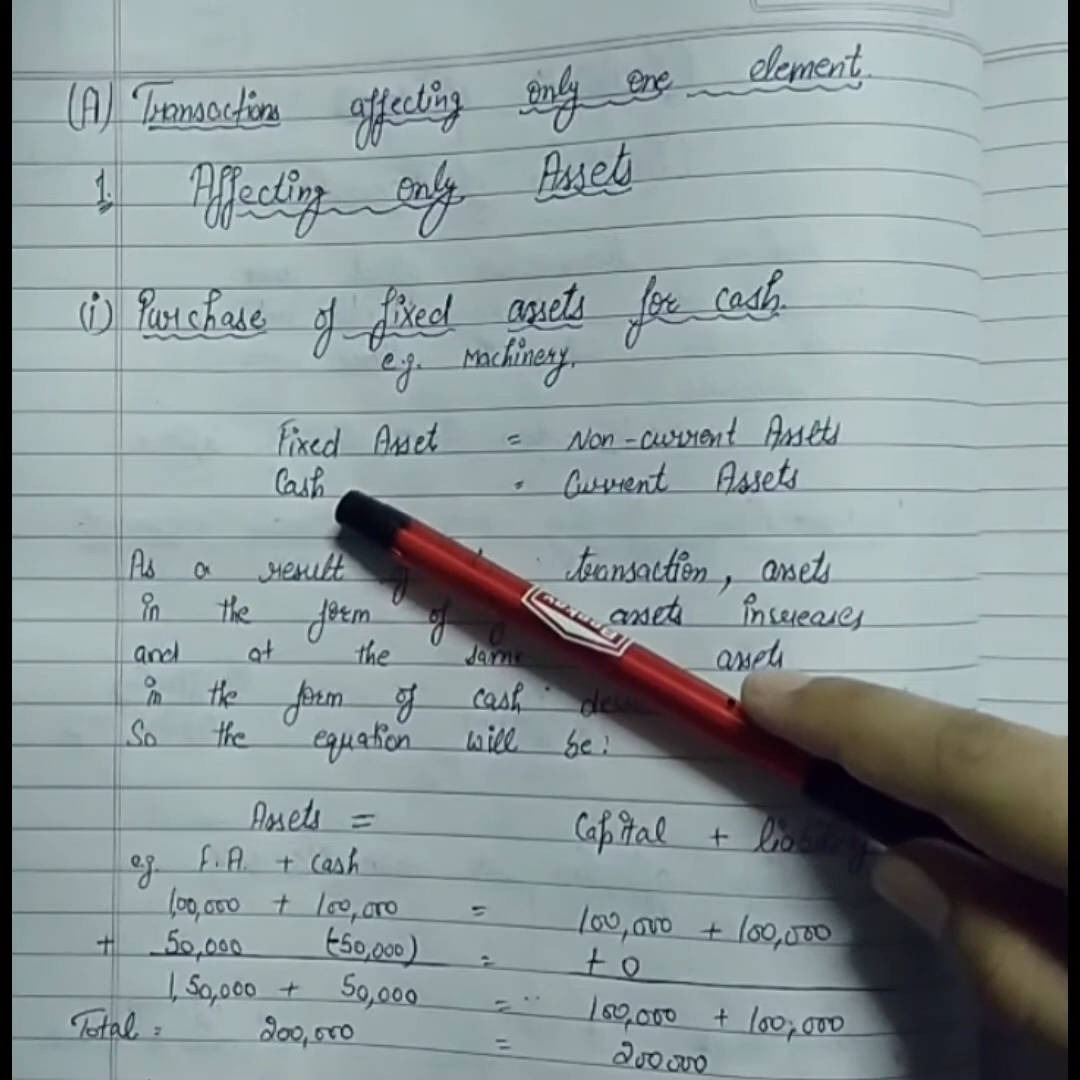 (A) Transactions affecting only one element.
1. Affecting only Assets
(i) Purchase of fixed assets for cash.
e.g. Machinery.
Fixed Asset = Non-current Assets
Cash = Current Assets
As a result transaction, assets
in the form of assets increases
and at the same assets
in the form of cash
So the equation will be:
Assets = Capital + liability
e.g. F.A. + cash
1,00,000 + 100,000 = 100,000 + 100,000
+ 50,000 (-50,000) = + 0
1,50,000 + 50,000 = 100,000 + 100,000
Total = 200,000 = 200000